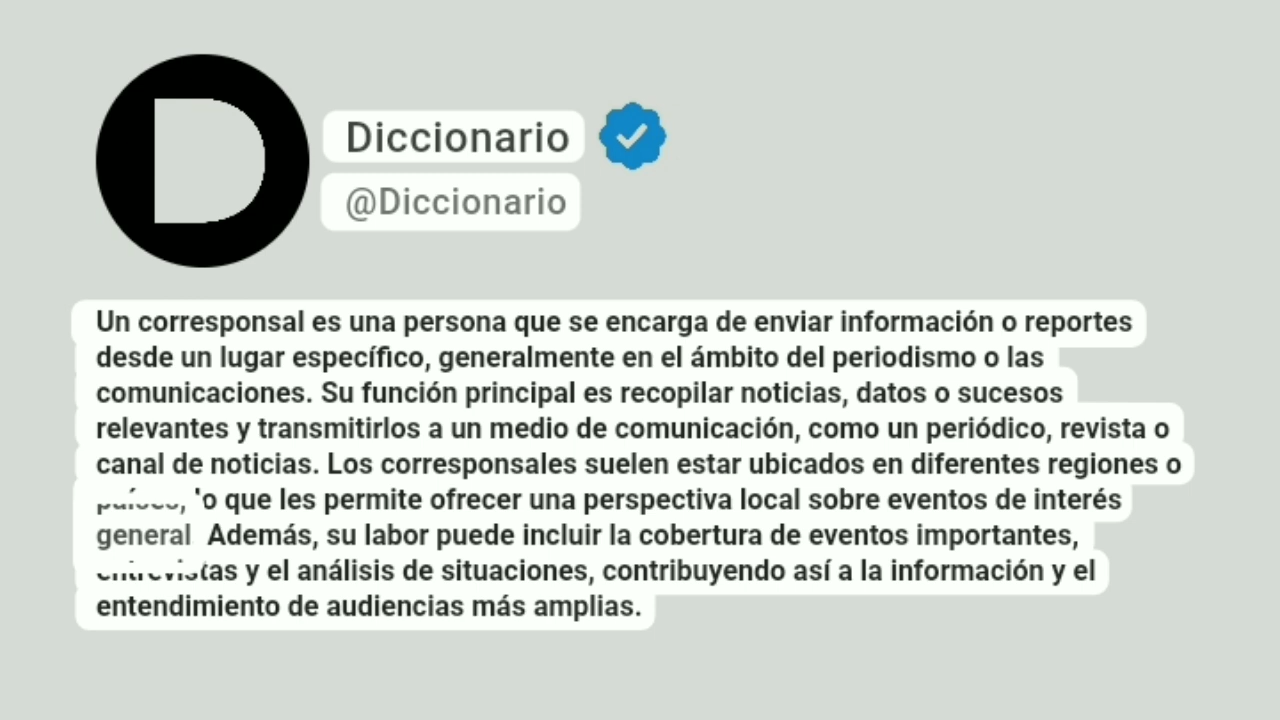 D
Diccionario
@Diccionario
Un corresponsal es una persona que se encarga de enviar información o reportes
desde un lugar específico, generalmente en el ámbito del periodismo o las
comunicaciones. Su función principal es recopilar noticias, datos o sucesos
relevantes y transmitirlos a un medio de comunicación, como un periódico, revista o
canal de noticias. Los corresponsales suelen estar ubicados en diferentes regiones o
países, lo que les permite ofrecer una perspectiva local sobre eventos de interés
general Además, su labor puede incluir la cobertura de eventos importantes,
entrevistas y el análisis de situaciones, contribuyendo así a la información y el
entendimiento de audiencias más amplias.